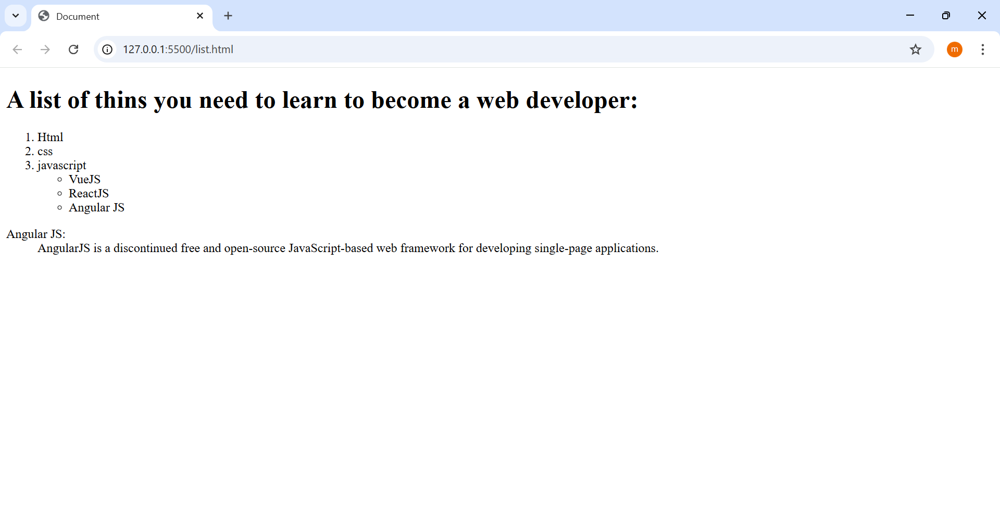 Document
127.0.0.1:5500/list.html
m
A list of thins you need to learn to become a web developer:
1. Html
2. css
3. javascript
VueJS
ReactJS
Angular JS
Angular JS:
AngularJS is a discontinued free and open-source JavaScript-based web framework for developing single-page applications.